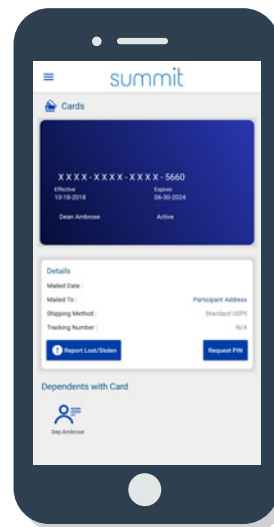 summit
Cards
XXXX-XXXX-XXXX-5660
Effective Expires
10-18-2018 06-30-2024
Dean Ambrose Active
Details
Mailed Date :
Mailed To : Participant Address
Shipping Method : Standard USPS
Tracking Number : N/A
Report Lost/Stolen Request PIN
Dependents with Card
Dep Ambrose